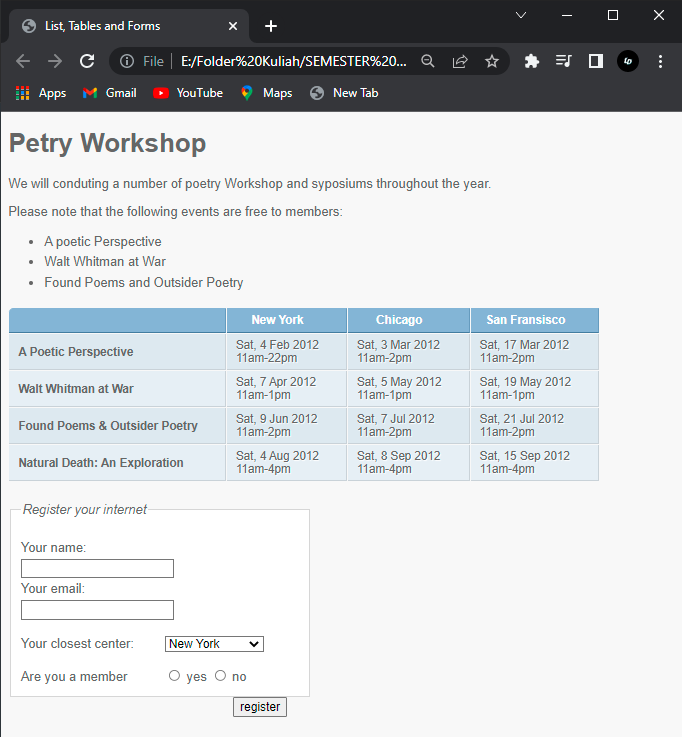 List, Tables and Forms
File E:/Folder%20Kuliah/SEMESTER%20...
Apps Gmail YouTube Maps New Tab
Petry Workshop
We will conduting a number of poetry Workshop and syposiums throughout the year.
Please note that the following events are free to members:
A poetic Perspective
Walt Whitman at War
Found Poems and Outsider Poetry
New York Chicago San Fransisco
A Poetic Perspective Sat, 4 Feb 2012 11am-22pm Sat, 3 Mar 2012 11am-2pm Sat, 17 Mar 2012 11am-2pm
Walt Whitman at War Sat, 7 Apr 2012 11am-1pm Sat, 5 May 2012 11am-1pm Sat, 19 May 2012 11am-1pm
Found Poems & Outsider Poetry Sat, 9 Jun 2012 11am-2pm Sat, 7 Jul 2012 11am-2pm Sat, 21 Jul 2012 11am-2pm
Natural Death: An Exploration Sat, 4 Aug 2012 11am-4pm Sat, 8 Sep 2012 11am-4pm Sat, 15 Sep 2012 11am-4pm
Register your internet
Your name:
Your email:
Your closest center: New York
Are you a member yes no
register